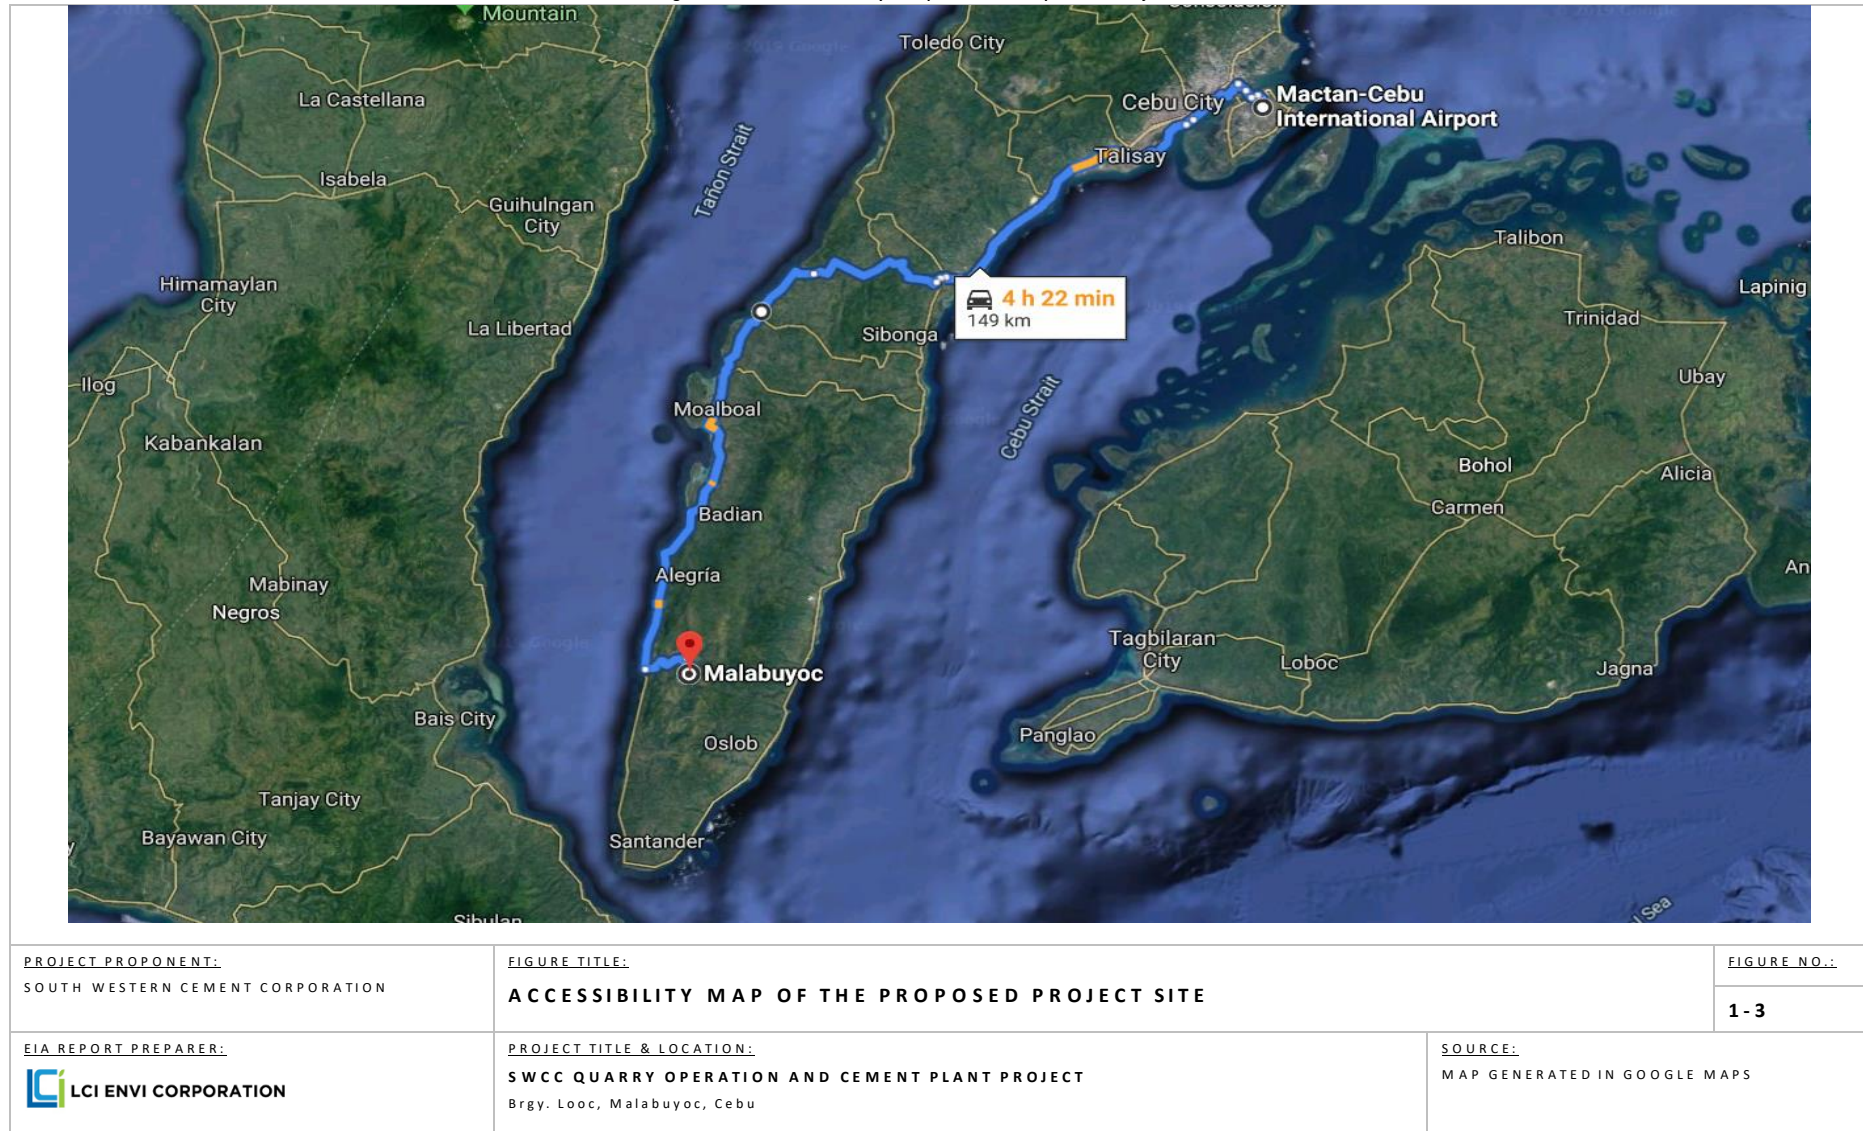 Mountain
Toledo City
La Castellana
Cebu City
Mactan-Cebu
International Airport
Tañon Strait
Talisay
Isabela
Guihulngan
City
Talibon
Himamaylan
City
4 h 22 min
149 km
Lapinig
La Libertad
Sibonga
Trinidad
Ilog
Ubay
Moalboal
Cebu Strait
Kabankalan
Bohol
Alicia
Badian
Carmen
Alegría
An
Mabinay
Negros
Tagbilaran
City
Loboc
Jagna
Malabuyoc
Bais City
Oslob
Panglao
Tanjay City
Bayawan City
Santander
Sibulan
l Sea
PROJECT PROPONENT:
SOUTH WESTERN CEMENT CORPORATION
FIGURE TITLE:
ACCESSIBILITY MAP OF THE PROPOSED PROJECT SITE
FIGURE NO.:
1-3
EIA REPORT PREPARER:
LCI ENVI CORPORATION
PROJECT TITLE & LOCATION:
SWCC QUARRY OPERATION AND CEMENT PLANT PROJECT
Brgy. Looc, Malabuyoc, Cebu
SOURCE:
MAP GENERATED IN GOOGLE MAPS